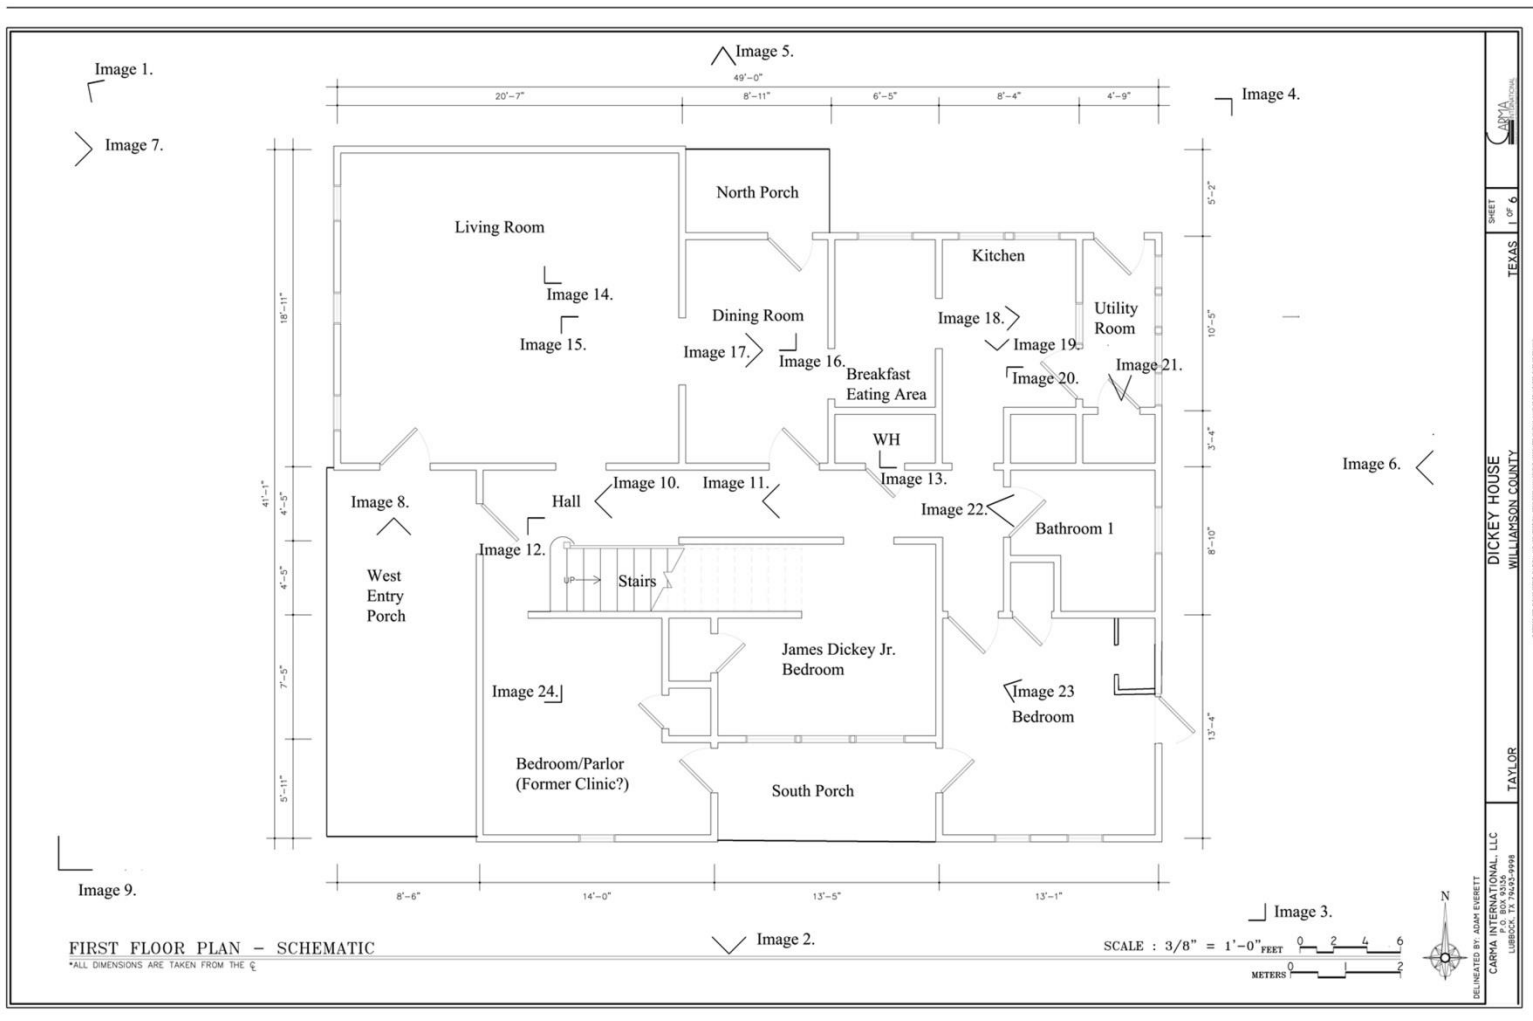 Image 1.
Image 5.
Image 4.
Image 7.
49'-0"
20'-7"
8'-11"
6'-5"
8'-4"
4'-9"
North Porch
Living Room
Kitchen
Image 14.
Utility
Room
Dining Room
Image 18.
Image 15.
Image 17.
Image 16.
Image 19.
Image 20.
Image 21.
Breakfast
Eating Area
WH
Image 6.
Image 8.
Hall
Image 10.
Image 11.
Image 13.
Image 22.
Bathroom 1
Image 12.
West
Entry
Porch
UP
Stairs
James Dickey Jr.
Bedroom
Image 24.
Image 23
Bedroom
Bedroom/Parlor
(Former Clinic?)
South Porch
18'-11"
41'-1"
4'-5"
4'-5"
7'-5"
5'-11"
5'-2"
10'-5"
3'-4"
8'-10"
13'-4"
Image 9.
8'-6"
14'-0"
13'-5"
13'-1"
Image 2.
Image 3.
FIRST FLOOR PLAN - SCHEMATIC
*ALL DIMENSIONS ARE TAKEN FROM THE ℄
SCALE : 3/8" = 1'-0"
FEET 0 2 4 6
METERS 0 1 2
N
CARMA
INTERNATIONAL
SHEET
1 OF 6
TEXAS
DICKEY HOUSE
WILLIAMSON COUNTY
TAYLOR
CARMA INTERNATIONAL, LLC
P.O. BOX 93136
LUBBOCK, TX 79493-9998
DELINEATED BY: ADAM EVERETT